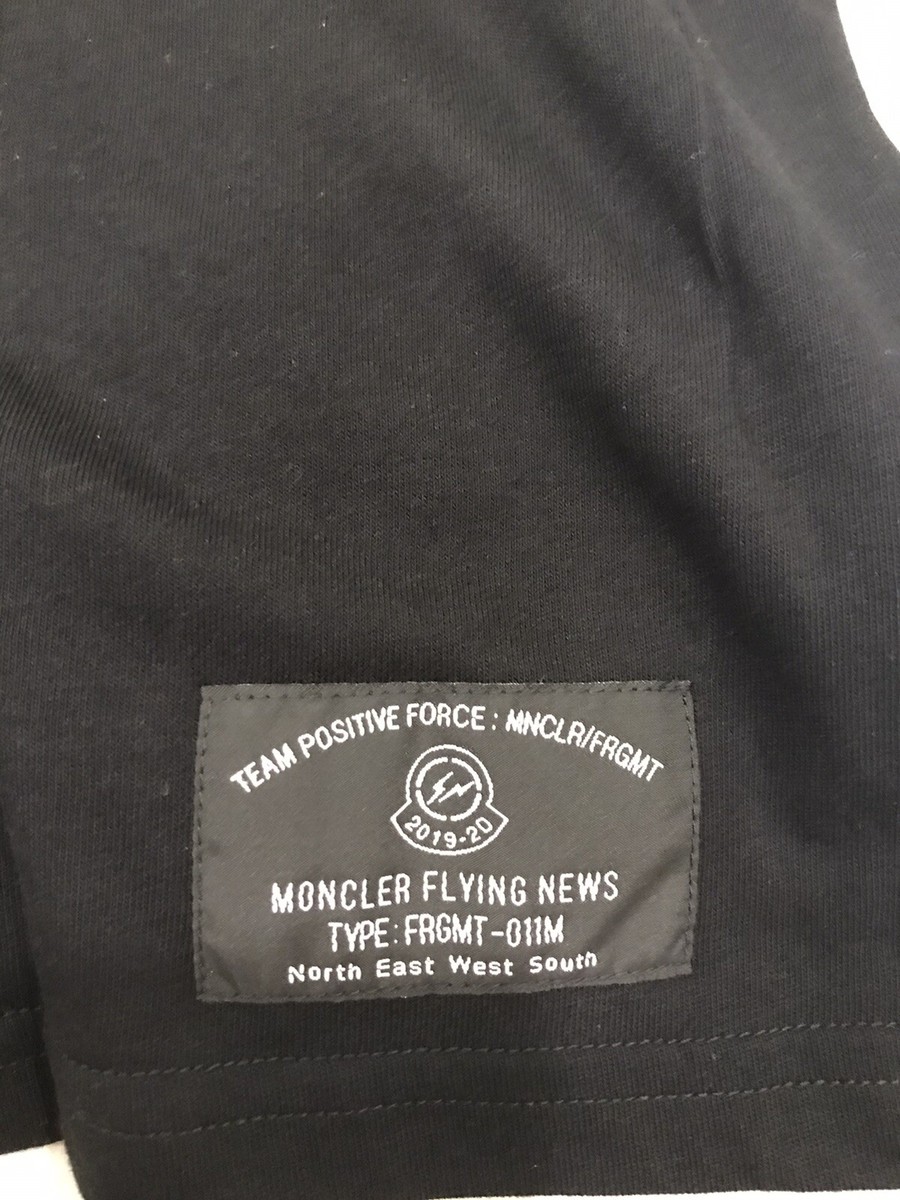 TEAM POSITIVE FORCE : MNCLR/FRGMT
2019-20
MONCLER FLYING NEWS
TYPE:FRGMT-011M
North East West South